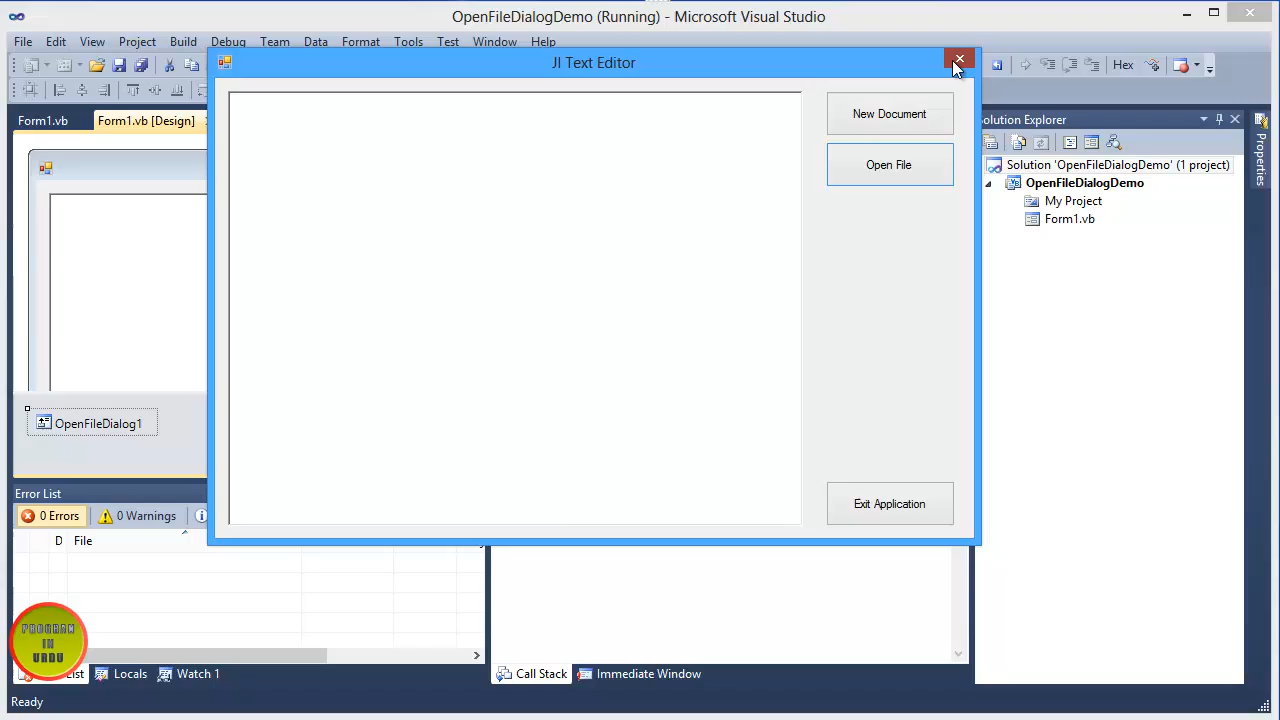 OpenFileDialogDemo (Running) - Microsoft Visual Studio
File Edit View Project Build Debug Team Data Format Tools Test Window Help
Hex
JI Text Editor
New Document
Open File
Exit Application
Form1.vb
Form1.vb [Design]
OpenFileDialog1
Solution Explorer
Solution 'OpenFileDialogDemo' (1 project)
OpenFileDialogDemo
My Project
Form1.vb
Properties
Error List
0 Errors
0 Warnings
D File
PROGRAM
IN
URDU
Locals
Watch 1
Call Stack
Immediate Window
Ready